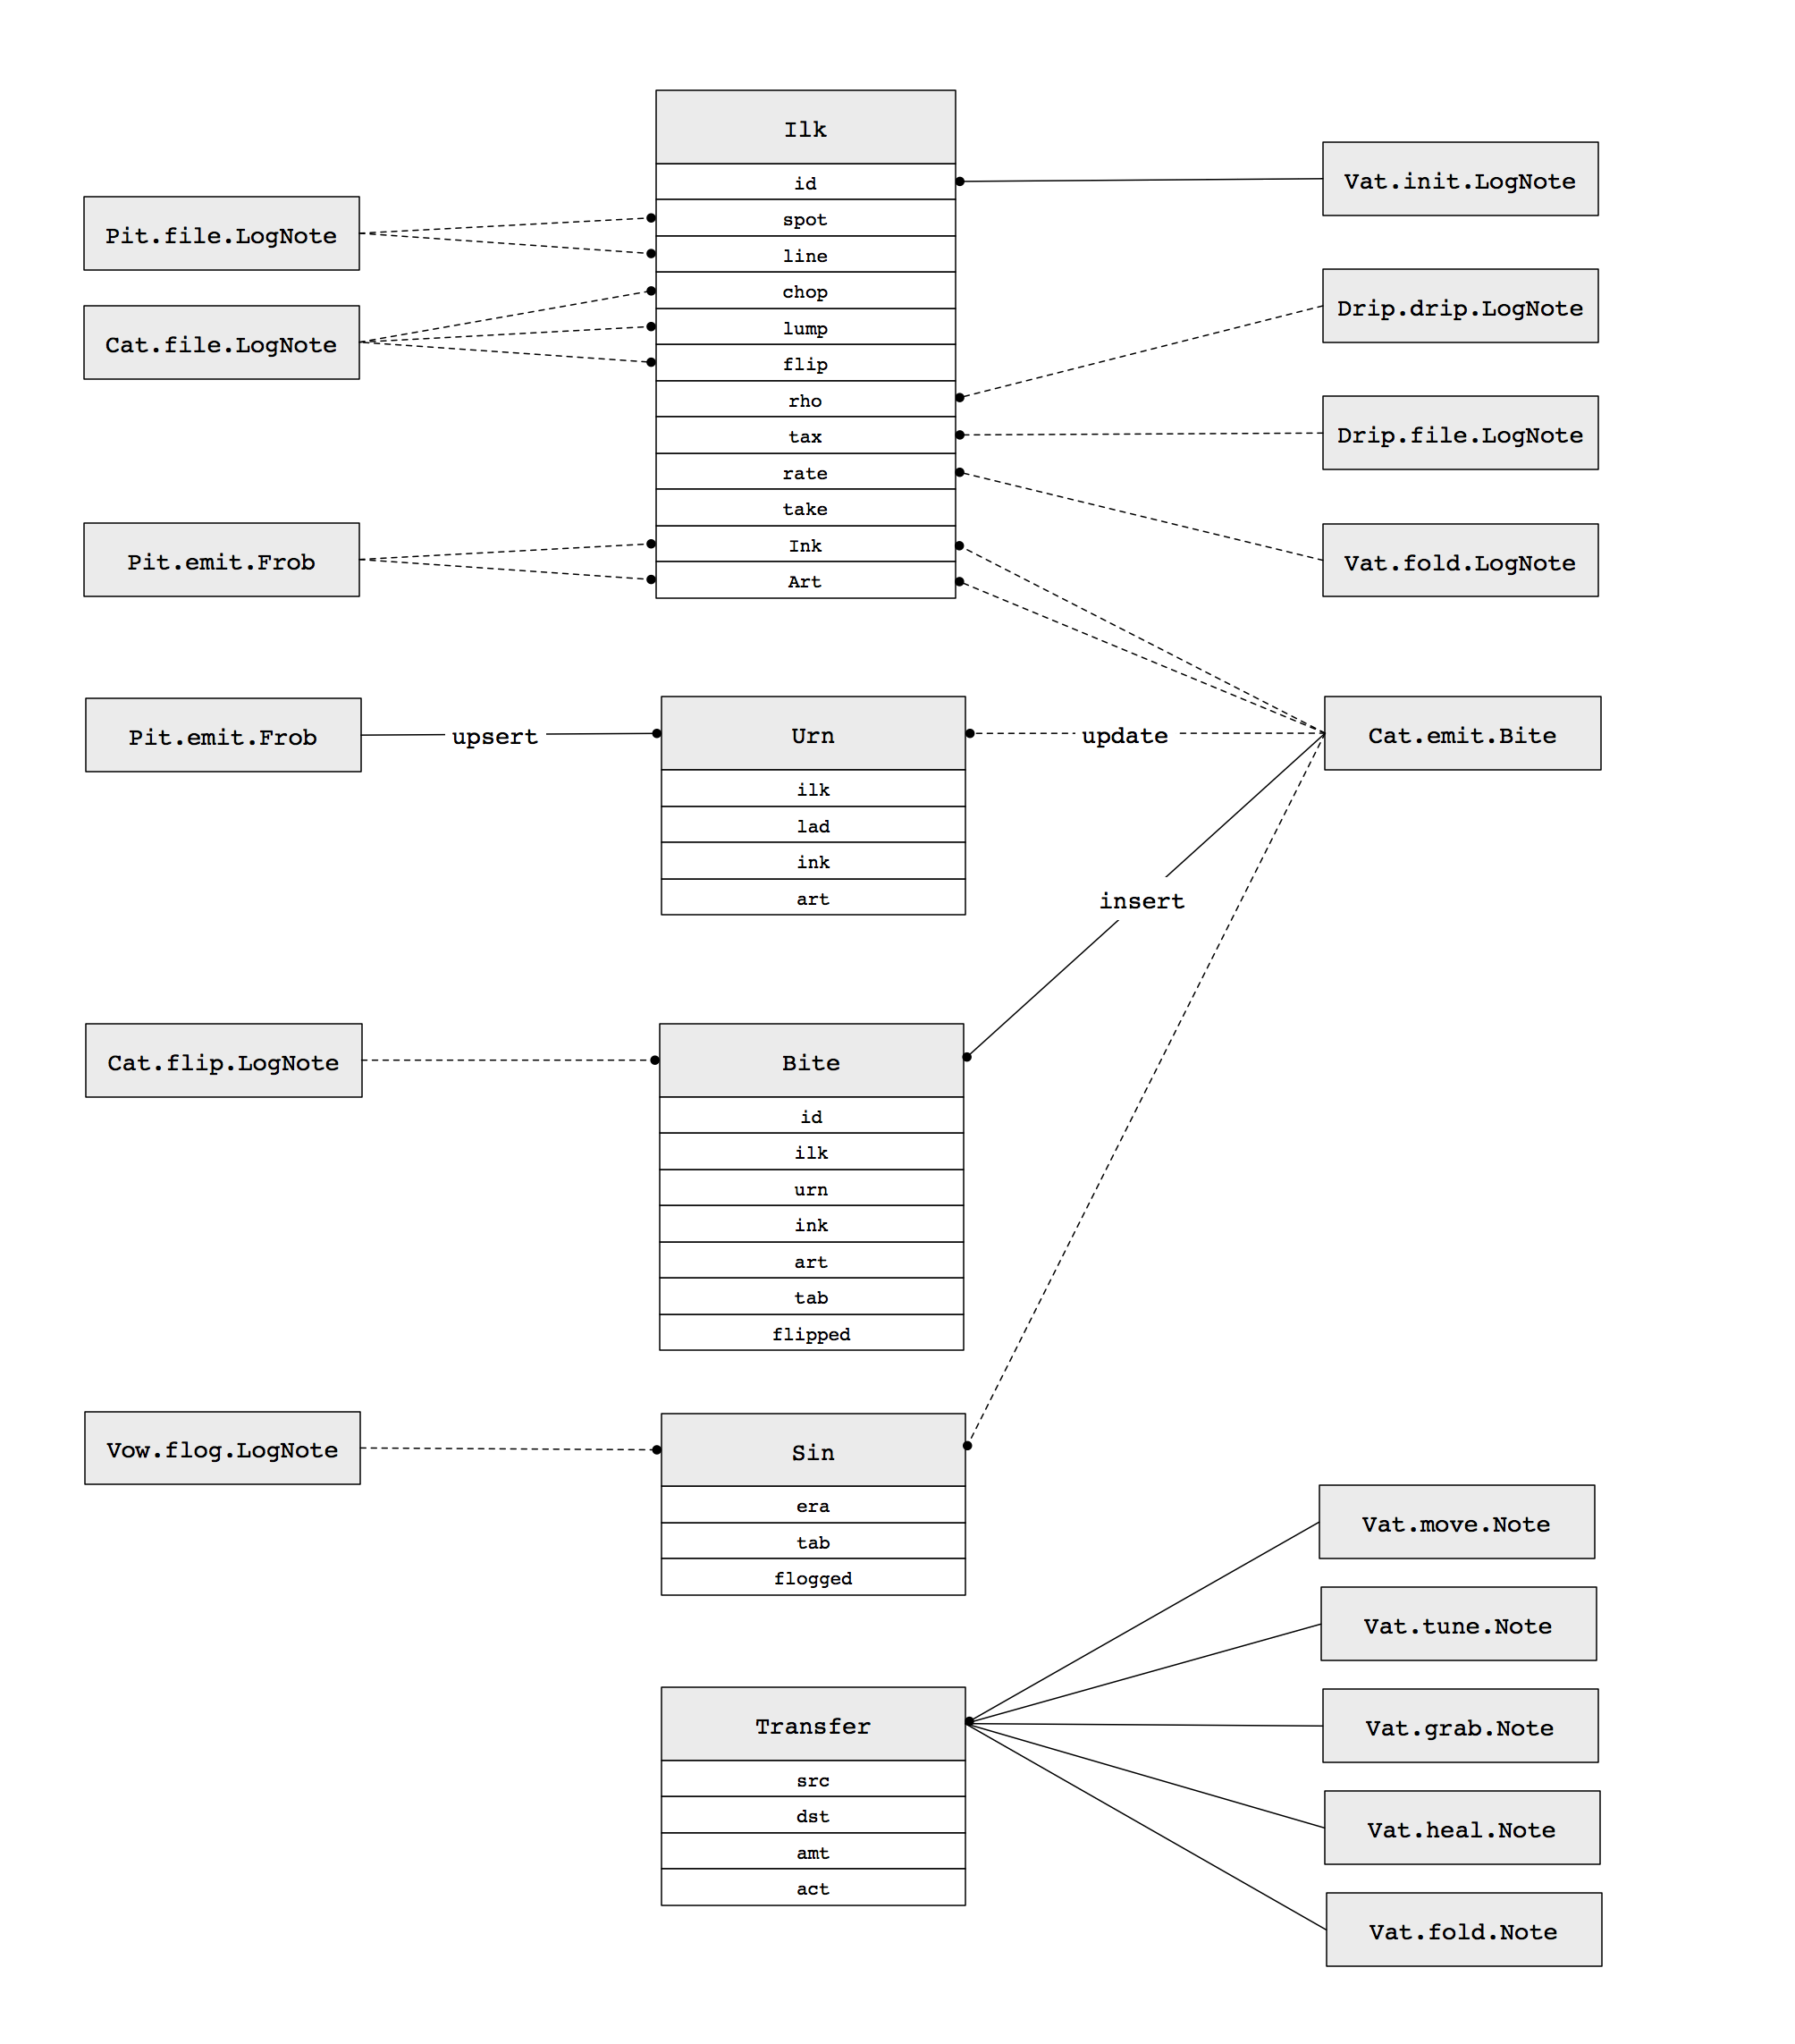 Ilk
id
spot
line
chop
lump
flip
rho
tax
rate
take
Ink
Art
Pit.file.LogNote
Cat.file.LogNote
Pit.emit.Frob
Vat.init.LogNote
Drip.drip.LogNote
Drip.file.LogNote
Vat.fold.LogNote
Pit.emit.Frob
upsert
Urn
ilk
lad
ink
art
update
Cat.emit.Bite
insert
Cat.flip.LogNote
Bite
id
ilk
urn
ink
art
tab
flipped
Vow.flog.LogNote
Sin
era
tab
flogged
Transfer
src
dst
amt
act
Vat.move.Note
Vat.tune.Note
Vat.grab.Note
Vat.heal.Note
Vat.fold.Note